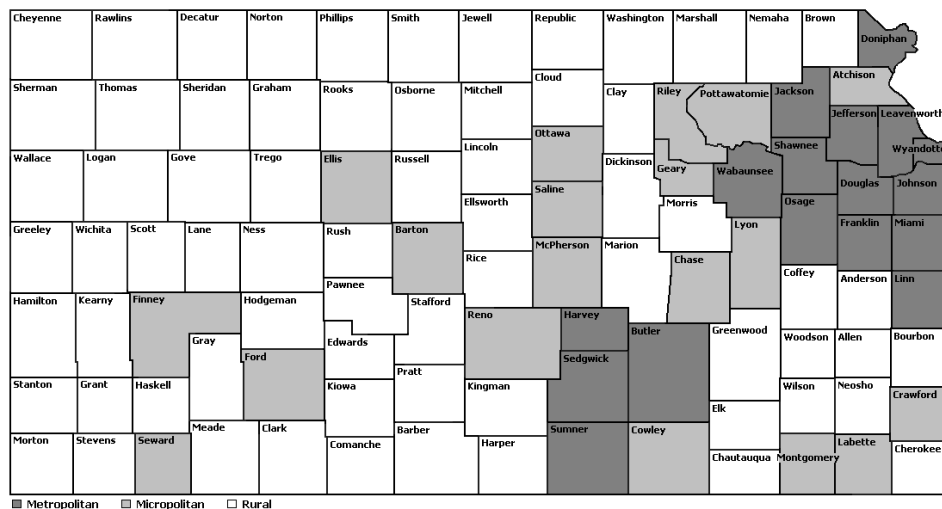 Cheyenne Rawlins Decatur Norton Phillips Smith Jewell Republic Washington Marshall Nemaha Brown
Doniphan
Cloud Atchison
Sherman Thomas Sheridan Graham Rooks Osborne Mitchell Clay Riley Pottawatomie Jackson
Jefferson Leavenworth
Ottawa
Lincoln Shawnee Wyandotte
Wallace Logan Gove Trego Ellis Russell Dickinson
Geary Wabaunsee
Saline Douglas Johnson
Ellsworth Morris Osage
Greeley Wichita Scott Lane Ness Rush Barton Lyon Franklin Miami
McPherson Marion
Rice Chase
Coffey Anderson Linn
Pawnee
Hamilton Kearny Finney Hodgeman Stafford
Reno Harvey
Gray Edwards Butler Greenwood
Woodson Allen Bourbon
Ford Sedgwick
Pratt
Stanton Grant Haskell Kiowa Kingman Wilson Neosho
Crawford
Elk
Meade Clark Barber Sumner Cowley
Morton Stevens Seward Comanche Harper Labette
Chautauqua Montgomery Cherokee
Metropolitan Micropolitan Rural